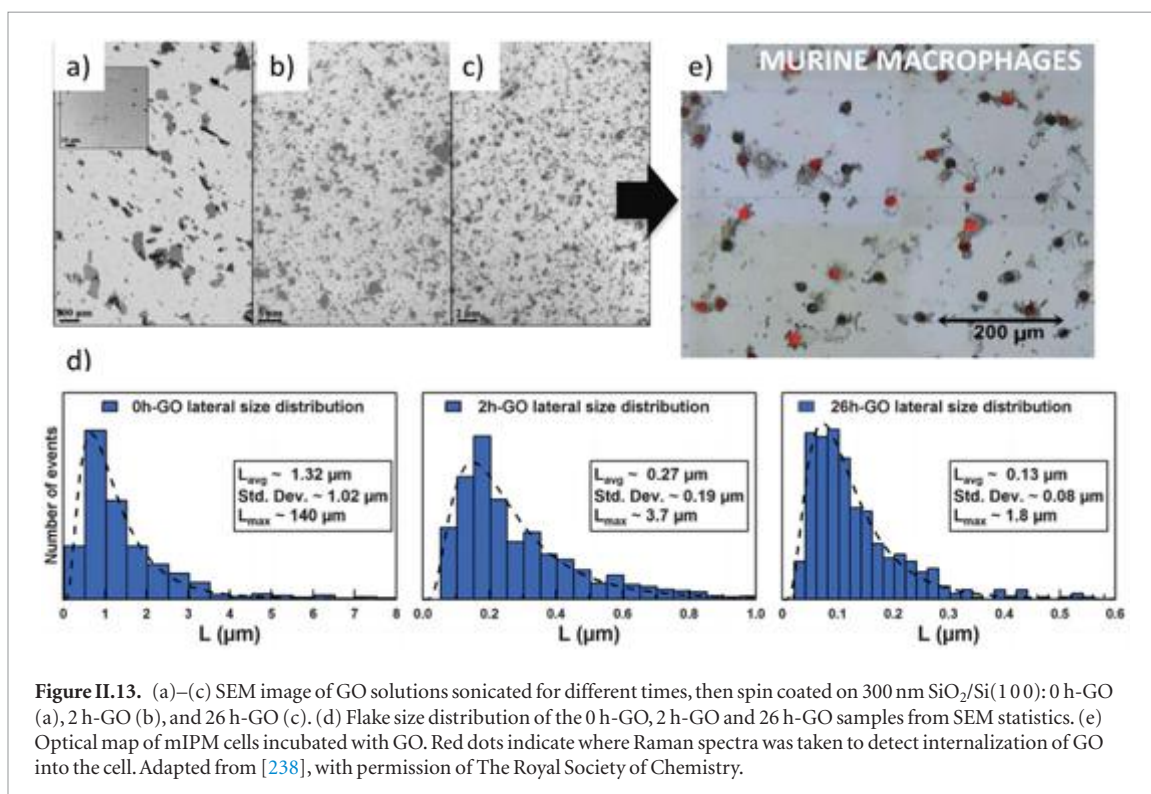 a)
b)
c)
e)
MURINE MACROPHAGES
200 µm
d)
0h-GO lateral size distribution
Number of events
Lavg ~ 1.32 µm
Std. Dev. ~ 1.02 µm
Lmax ~ 140 µm
0 1 2 3 4 5 6 7 8
L (µm)
2h-GO lateral size distribution
Lavg ~ 0.27 µm
Std. Dev. ~ 0.19 µm
Lmax ~ 3.7 µm
0.0 0.2 0.4 0.6 0.8 1.0
L (µm)
26h-GO lateral size distribution
Lavg ~ 0.13 µm
Std. Dev. ~ 0.08 µm
Lmax ~ 1.8 µm
0 0.1 0.2 0.3 0.4 0.5 0.6
L (µm)
Figure II.13. (a)–(c) SEM image of GO solutions sonicated for different times, then spin coated on 300 nm SiO₂/Si(1 0 0): 0 h-GO
(a), 2 h-GO (b), and 26 h-GO (c). (d) Flake size distribution of the 0 h-GO, 2 h-GO and 26 h-GO samples from SEM statistics. (e)
Optical map of mIPM cells incubated with GO. Red dots indicate where Raman spectra was taken to detect internalization of GO
into the cell. Adapted from [238], with permission of The Royal Society of Chemistry.